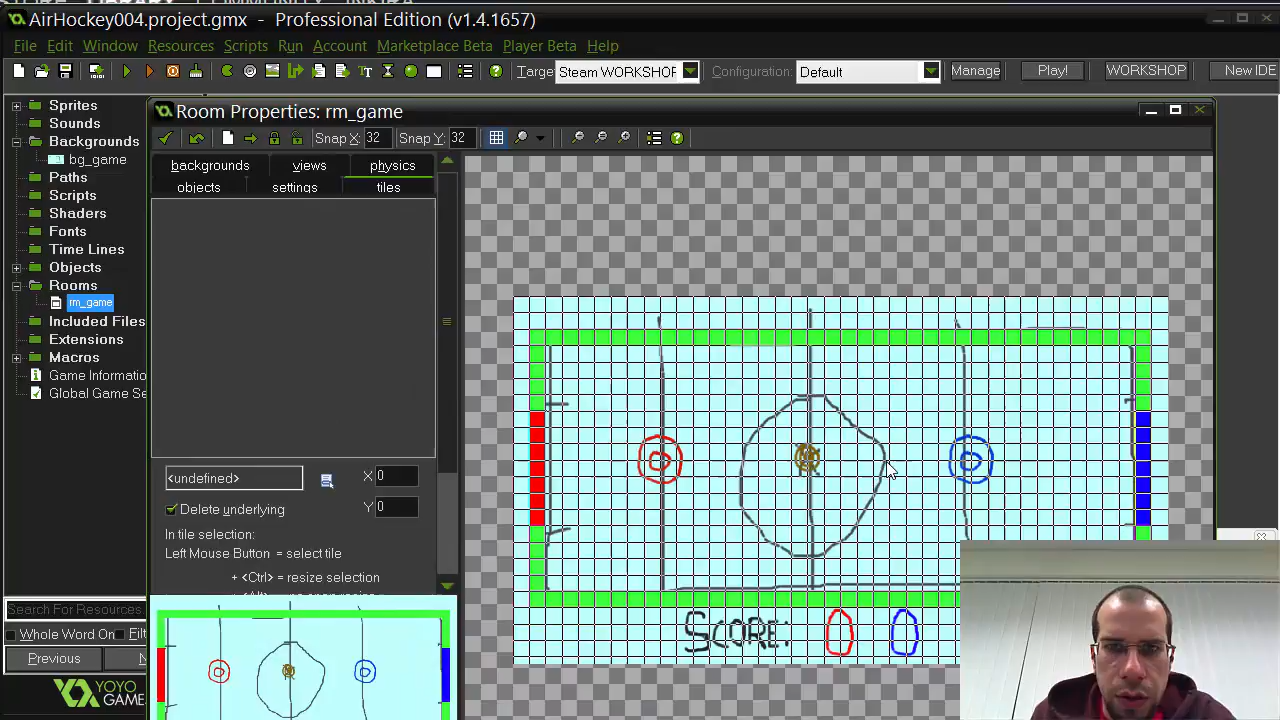 AirHockey004.project.gmx - Professional Edition (v1.4.1657)
File Edit Window Resources Scripts Run Account Marketplace Beta Player Beta Help
Target Steam WORKSHOP Configuration: Default Manage Play! WORKSHOP New IDE
Sprites
Sounds
Backgrounds
bg_game
Paths
Scripts
Shaders
Fonts
Time Lines
Objects
Rooms
rm_game
Included Files
Extensions
Macros
Game Informatio
Global Game Se
Search For Resources
Whole Word On Filt
Previous N
YOYO
GAMES
Room Properties: rm_game
Snap X: 32 Snap Y: 32
backgrounds views physics
objects settings tiles
<undefined> X 0
Delete underlying Y 0
In tile selection:
Left Mouse Button = select tile
+ <Ctrl> = resize selection
SCORE: 0 0